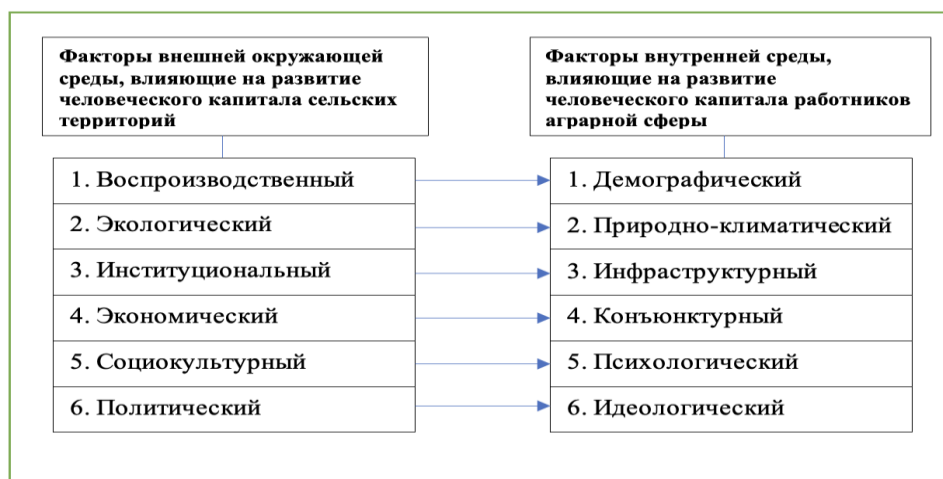 Факторы внешней окружающей
среды, влияющие на развитие
человеческого капитала сельских
территорий
Факторы внутренней среды,
влияющие на развитие
человеческого капитала работников
аграрной сферы
1. Воспроизводственный
1. Демографический
2. Экологический
2. Природно-климатический
3. Институциональный
3. Инфраструктурный
4. Экономический
4. Конъюнктурный
5. Социокультурный
5. Психологический
6. Политический
6. Идеологический